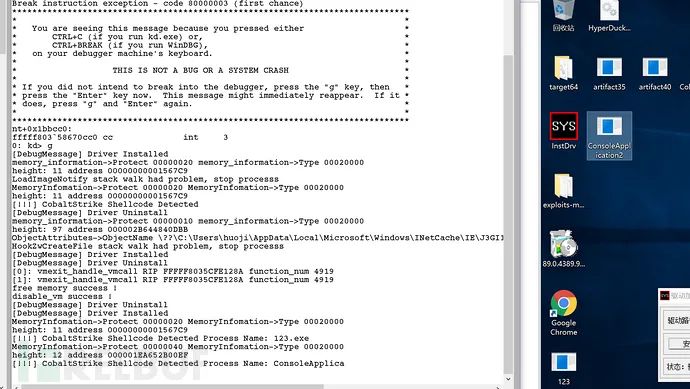 Break instruction exception - code 80000003 (first chance)
*******************************************************************************
* *
* You are seeing this message because you pressed either *
* CTRL+C (if you run kd.exe) or, *
* CTRL+BREAK (if you run WinDBG), *
* on your debugger machine's keyboard. *
* *
* THIS IS NOT A BUG OR A SYSTEM CRASH *
* *
* If you did not intend to break into the debugger, press the "g" key, then *
* press the "Enter" key now. This message might immediately reappear. If it *
* does, press "g" and "Enter" again. *
* *
*******************************************************************************
nt+0x1bbcc0:
fffff803`58670cc0 cc int 3
0: kd> g
[DebugMessage] Driver Installed
memory_infomation->Protect 00000020 memory_information->Type 00020000
height: 11 address 00000000001567C9
LoadImageNotify stack walk had problem, stop processs
MemoryInfomation->Protect 00000020 MemoryInfomation->Type 00020000
height: 11 address 00000000001567C9
[!!!] CobaltStrike Shellcode Detected
[DebugMessage] Driver Uninstall
memory_infomation->Protect 00000010 memory_information->Type 00020000
height: 97 address 000002B644840DBB
ObjectAttributes->ObjectName \??\C:\Users\huoji\AppData\Local\Microsoft\Windows\INetCache\IE\J3GI1
HookZwCreateFile stack walk had problem, stop processs
[DebugMessage] Driver Installed
[DebugMessage] Driver Uninstall
[0]: vmexit_handle_vmcall RIP FFFFF8035CFE128A function_num 4919
[1]: vmexit_handle_vmcall RIP FFFFF8035CFE128A function_num 4919
free memory success !
disable_vm success !
[DebugMessage] Driver Uninstall
[DebugMessage] Driver Installed
MemoryInfomation->Protect 00000020 MemoryInfomation->Type 00020000
height: 11 address 00000000001567C9
[!!!] CobaltStrike Shellcode Detected Process Name: 123.exe
MemoryInfomation->Protect 00000040 MemoryInfomation->Type 00020000
height: 12 address 000001EA652B00EF
[!!!] CobaltStrike Shellcode Detected Process Name: ConsoleApplica
回收站
HyperDuck...
target64
artifact35
artifact40
Col
SYS
InstDrv
ConsoleAppl
ication2
exploits-m...
89.0.4389.9...
Google
Chrome
123
驱动加
驱动路
安
状态: